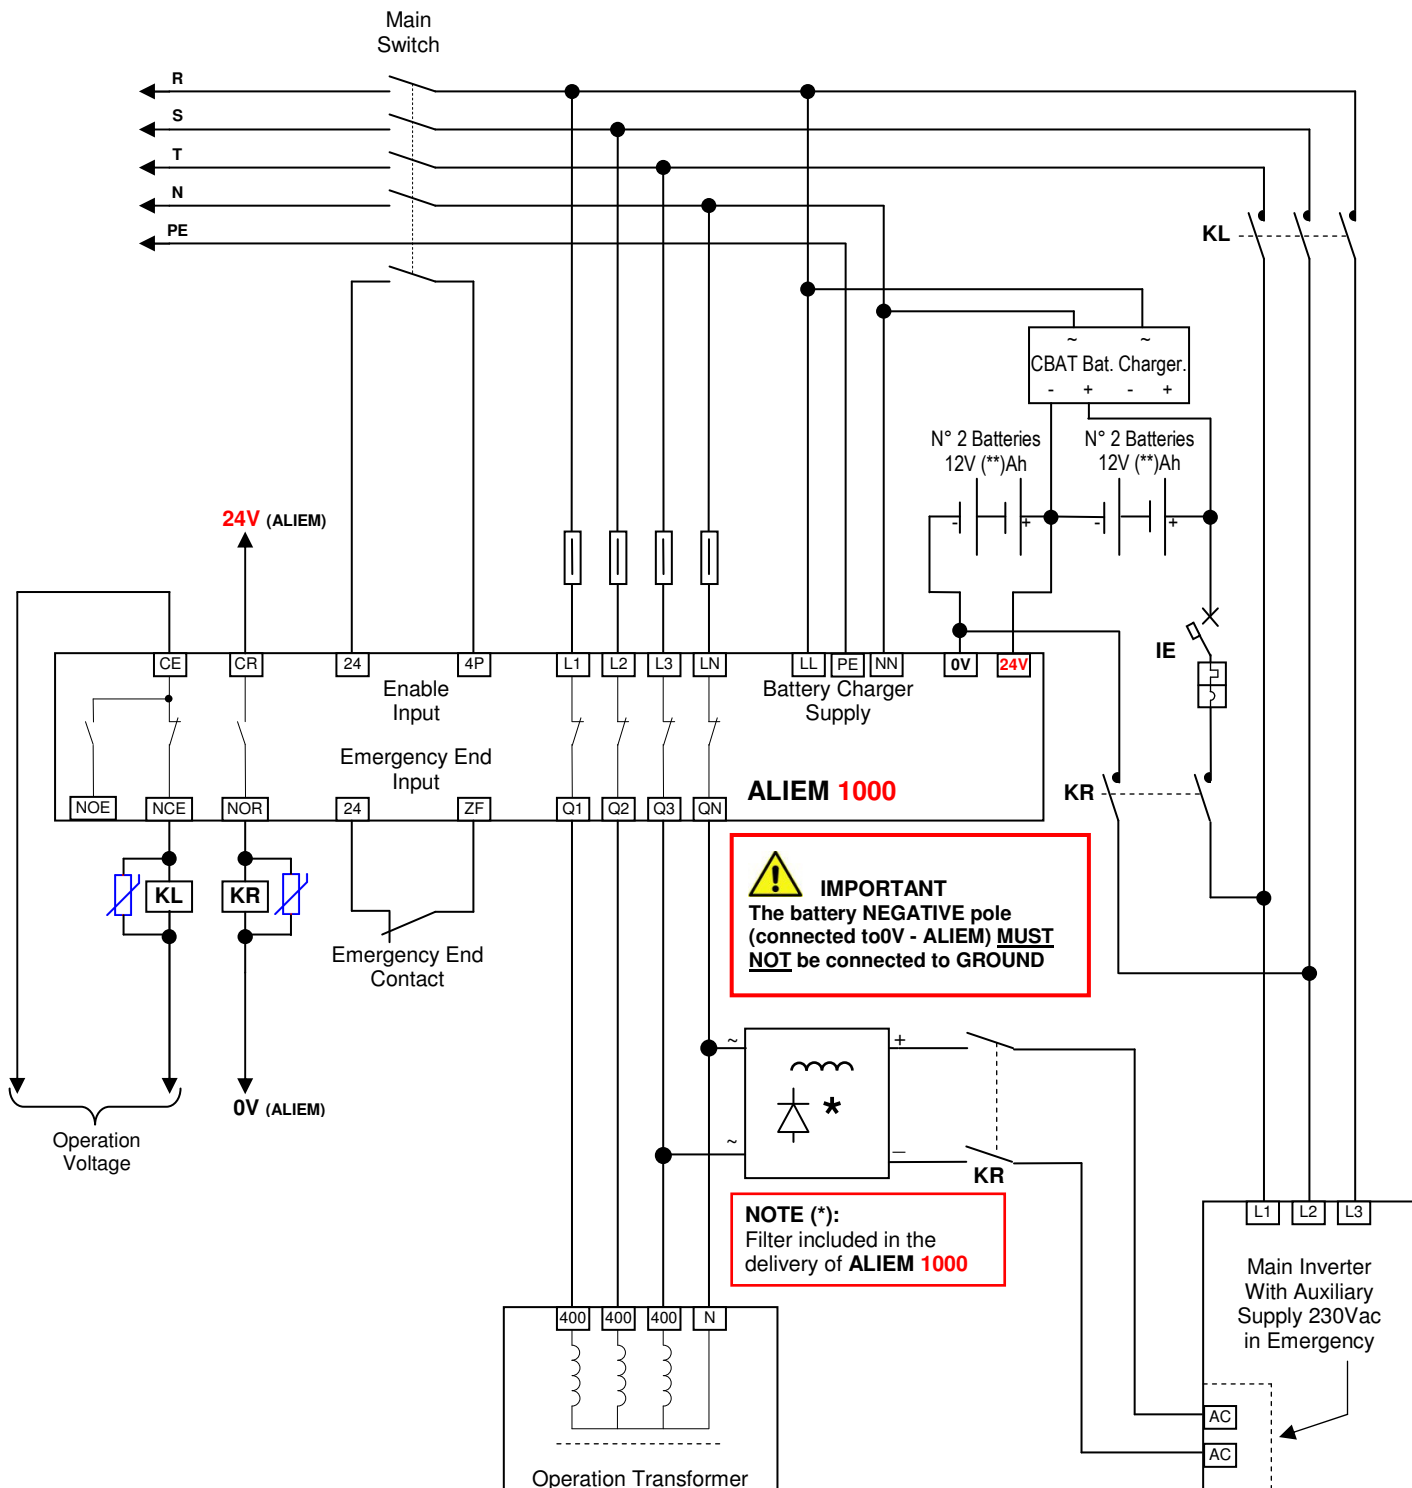 Main
Switch
R
S
T
N
PE
KL
~ ~
CBAT Bat. Charger.
- + - +
N° 2 Batteries
12V (**)Ah
N° 2 Batteries
12V (**)Ah
- + - +
24V (ALIEM)
IE
CE CR 24 4P L1 L2 L3 LN LL PE NN 0V 24V
Enable
Input
Battery Charger
Supply
Emergency End
Input
ALIEM 1000
KR
NOE NCE NOR 24 ZF Q1 Q2 Q3 QN
KL KR
Emergency End
Contact
IMPORTANT
The battery NEGATIVE pole
(connected to0V - ALIEM) MUST
NOT be connected to GROUND
0V (ALIEM)
Operation
Voltage
~ +
*
~ –
KR
NOTE (*):
Filter included in the
delivery of ALIEM 1000
L1 L2 L3
Main Inverter
With Auxiliary
Supply 230Vac
in Emergency
400 400 400 N
AC
AC
Operation Transformer